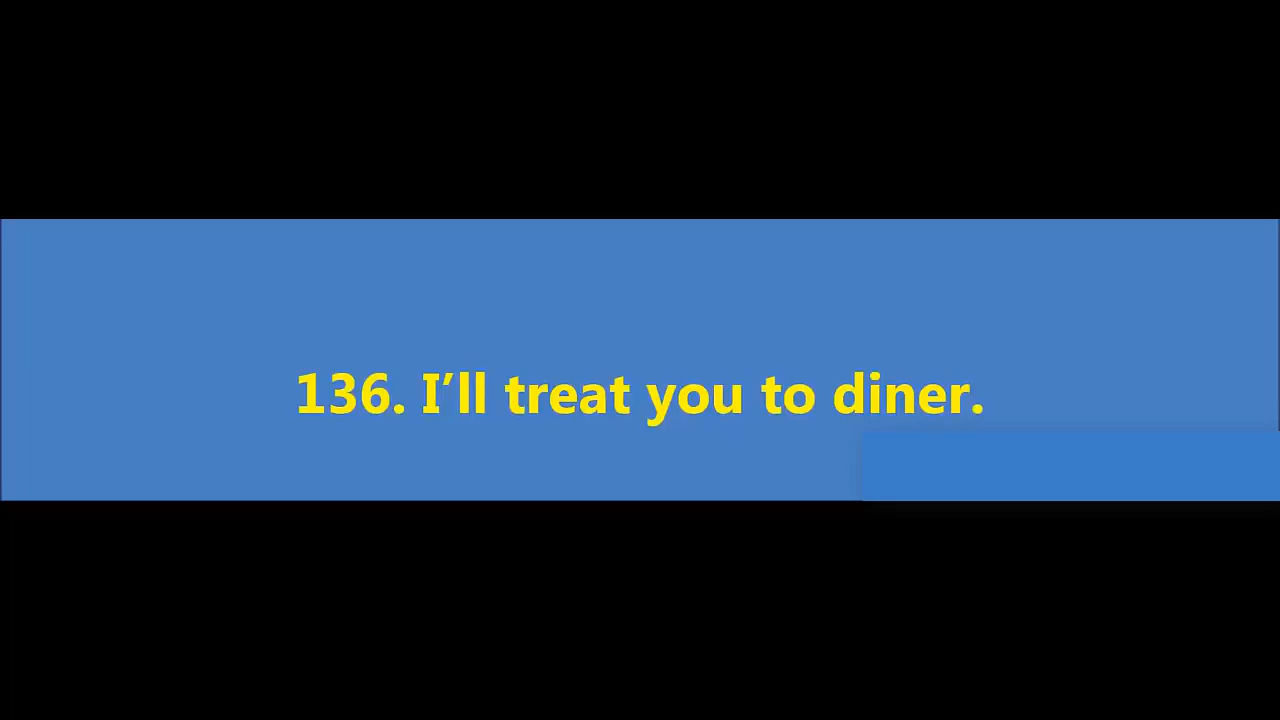 136. I’ll treat you to diner.